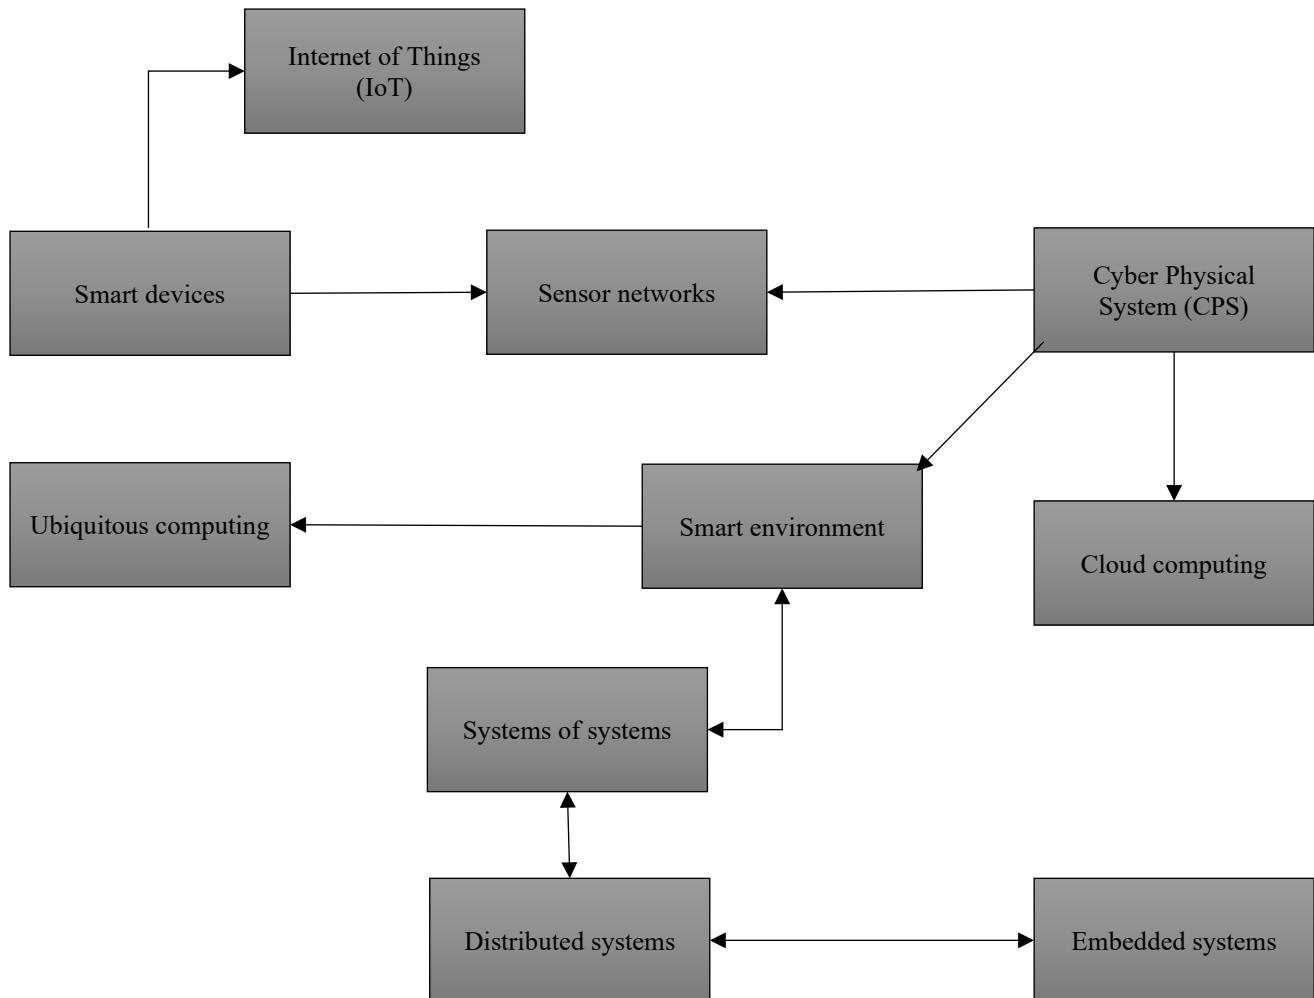 Internet of Things
(IoT)
Smart devices
Sensor networks
Cyber Physical
System (CPS)
Ubiquitous computing
Smart environment
Cloud computing
Systems of systems
Distributed systems
Embedded systems